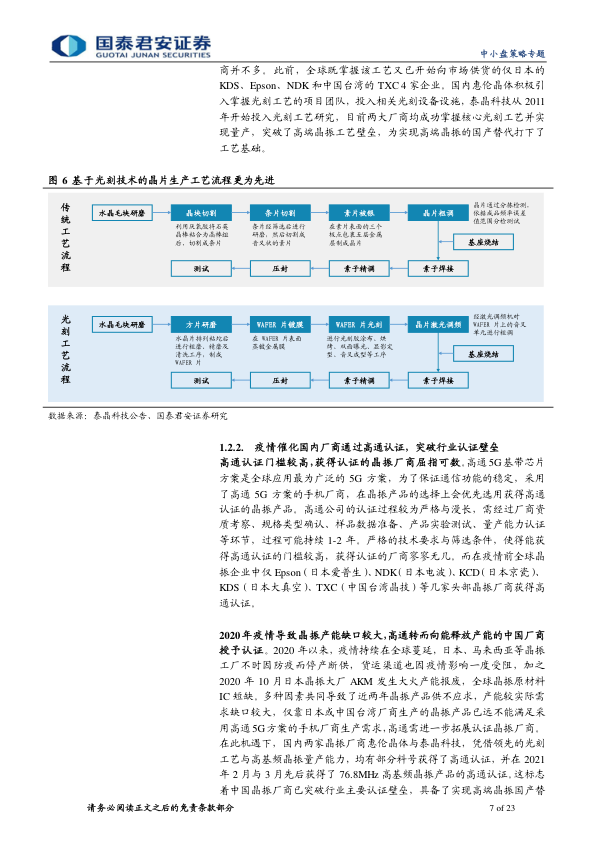 国泰君安证券
GUOTAI JUNAN SECURITIES
中小盘策略专题
商并不多。此前，全球既掌握该工艺又已开始向市场供货的仅日本的
KDS、Epson、NDK 和中国台湾的 TXC 4 家企业。国内惠伦晶体积极引
入掌握光刻工艺的项目团队，投入相关光刻设备设施，泰晶科技从 2011
年开始投入光刻工艺研究，目前两大厂商均成功掌握核心光刻工艺并实
现量产，突破了高端晶振工艺壁垒，为实现高端晶振的国产替代打下了
工艺基础。
图 6 基于光刻技术的晶片生产工艺流程更为先进
传统工艺流程
水晶毛块研磨
晶块切割
条片切割
素片被银
晶片粗调
利用厌氧胶将石英
晶棒粘合为晶棒组
后，切割成条片
条片经筛选后进行
研磨，然后切割成
音叉状的素片
在素片表面的三个
极点包裹五层金属
层制成晶片
晶片通过分拣检测，
依据成品频率误差
值范围分检测试
基座烧结
测试
压封
素子精调
素子焊接
光刻工艺流程
水晶毛块研磨
方片研磨
WAFER 片镀膜
WAFER 片光刻
晶片激光调频
水晶片排列粘坨后
进行粗磨、精磨及
清洗工序，制成
WAFER 片
在 WAFER 片表面
蒸镀金属膜
进行光刻胶涂布、烘
烤、双面曝光、显影定
型、音叉成型等工序
经激光调频机对
WAFER 片上的音叉
单元进行粗调
基座烧结
测试
压封
素子精调
素子焊接
数据来源：泰晶科技公告、国泰君安证券研究
1.2.2. 疫情催化国内厂商通过高通认证，突破行业认证壁垒
高通认证门槛较高，获得认证的晶振厂商屈指可数。高通 5G 基带芯片
方案是全球应用最为广泛的 5G 方案，为了保证通信功能的稳定，采用
了高通 5G 方案的手机厂商，在晶振产品的选择上会优先选用获得高通
认证的晶振产品。高通公司的认证过程较为严格与漫长，需经过厂商资
质考察、规格类型确认、样品数据准备、产品实验测试、量产能力认证
等环节，过程可能持续 1-2 年。严格的技术要求与筛选条件，使得能获
得高通认证的门槛较高，获得认证的厂商寥寥无几。而在疫情前全球晶
振企业中仅 Epson（日本爱普生）、NDK（日本电波）、KCD（日本京瓷）、
KDS（日本大真空）、TXC（中国台湾晶技）等几家头部晶振厂商获得高
通认证。
2020 年疫情导致晶振产能缺口较大，高通转而向能释放产能的中国厂商
授予认证。2020 年以来，疫情持续在全球蔓延，日本，马来西亚等晶振
工厂不时因防疫而停产断供，货运渠道也因疫情影响一度受阻，加之
2020 年 10 月日本晶振大厂 AKM 发生大火产能报废，全球晶振原材料
IC 短缺。多种因素共同导致了近两年晶振产品供不应求，产能较实际需
求缺口较大，仅靠日本或中国台湾厂商生产的晶振产品已远不能满足采
用高通 5G 方案的手机厂商生产需求，高通需进一步拓展认证晶振厂商。
在此机遇下，国内两家晶振厂商惠伦晶体与泰晶科技，凭借领先的光刻
工艺与高基频晶振量产能力，均有部分料号获得了高通认证，并在 2021
年 2 月与 3 月先后获得了 76.8MHz 高基频晶振产品的高通认证。这标志
着中国晶振厂商已突破行业主要认证壁垒，具备了实现高端晶振国产替
请务必阅读正文之后的免责条款部分
7 of 23